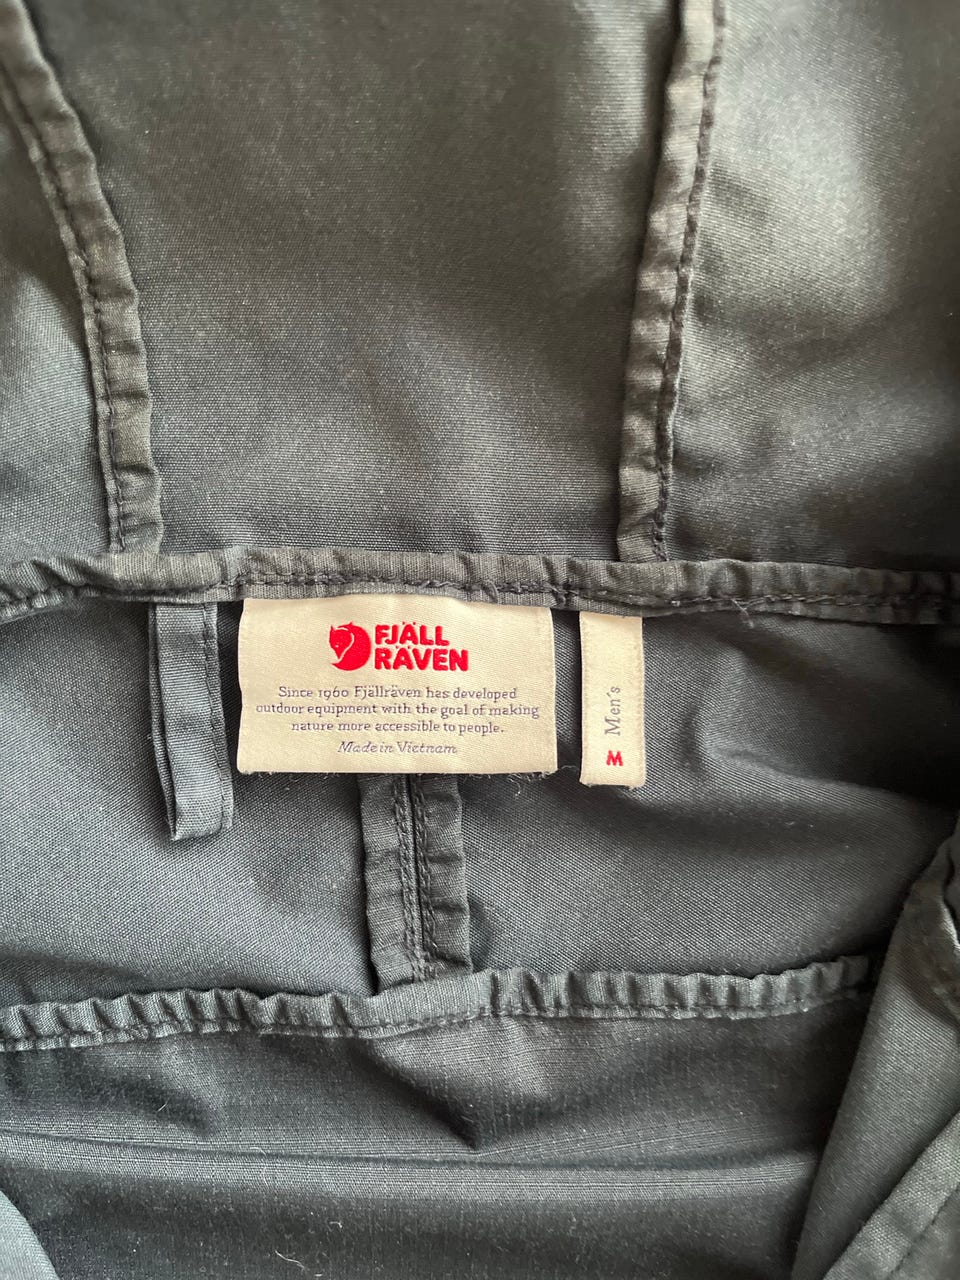 FJÄLL
RÄVEN
Since 1960 Fjällräven has developed
outdoor equipment with the goal of making
nature more accessible to people.
Made in Vietnam
Men's
M